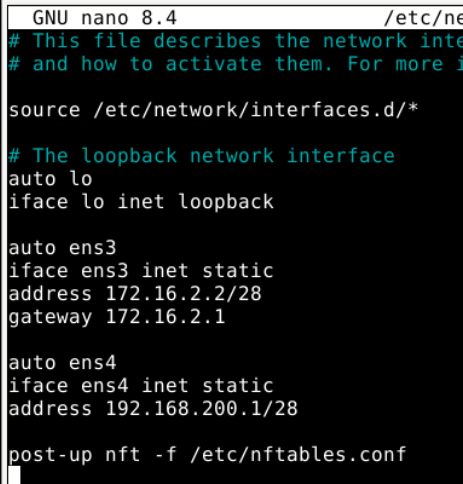 GNU nano 8.4 /etc/ne
# This file describes the network inte
# and how to activate them. For more i
source /etc/network/interfaces.d/*
# The loopback network interface
auto lo
iface lo inet loopback
auto ens3
iface ens3 inet static
address 172.16.2.2/28
gateway 172.16.2.1
auto ens4
iface ens4 inet static
address 192.168.200.1/28
post-up nft -f /etc/nftables.conf